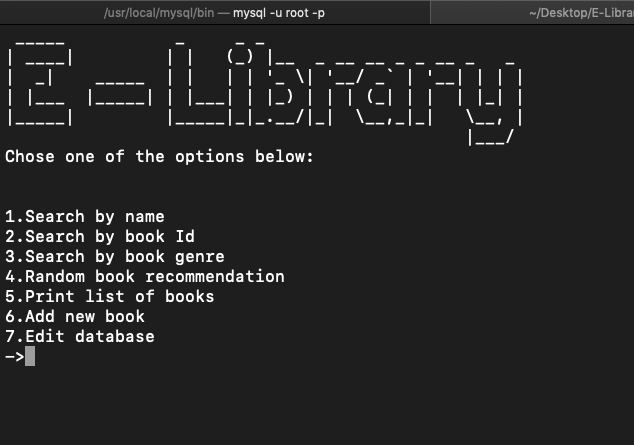 /usr/local/mysql/bin — mysql -u root -p
~/Desktop/E-Libra
E - Library
Chose one of the options below:
1.Search by name
2.Search by book Id
3.Search by book genre
4.Random book recommendation
5.Print list of books
6.Add new book
7.Edit database
->